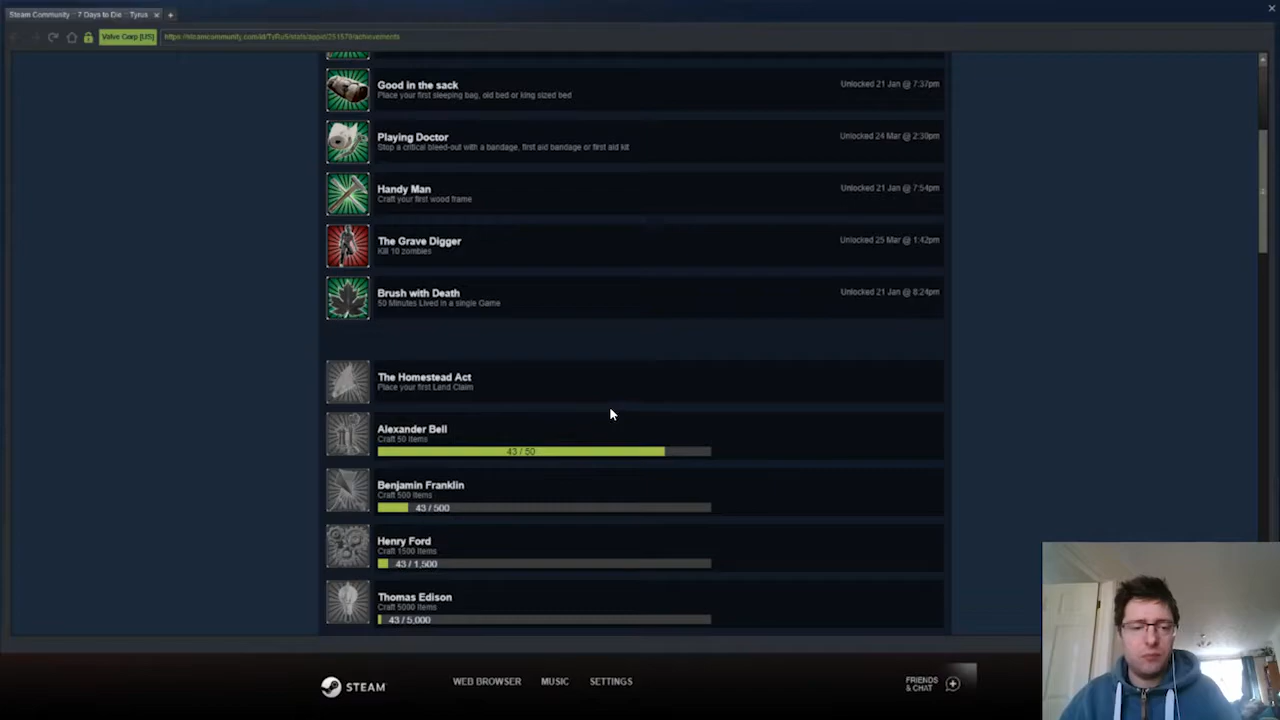 Steam Community :: 7 Days to Die :: Tyrus
Valve Corp [US]
Good in the sack
Unlocked 21 Jan @ 7:37pm
Place your first sleeping bag, old bed or king sized bed
Playing Doctor
Unlocked 24 Mar @ 2:39pm
Stop a critical bleed-out with a bandage, first aid bandage or first aid kit
Handy Man
Unlocked 21 Jan @ 7:54pm
Craft your first wood frame
The Grave Digger
Unlocked 25 Mar @ 1:42pm
Kill 10 zombies
Brush with Death
Unlocked 21 Jan @ 8:24pm
50 Minutes Lived in a single Game
The Homestead Act
Place your first Land Claim
Alexander Bell
Craft 50 Items
43 / 50
Benjamin Franklin
Craft 500 Items
43 / 500
Henry Ford
Craft 1500 Items
43 / 1,500
Thomas Edison
Craft 5000 Items
43 / 5,000
STEAM
WEB BROWSER
MUSIC
SETTINGS
FRIENDS
& CHAT